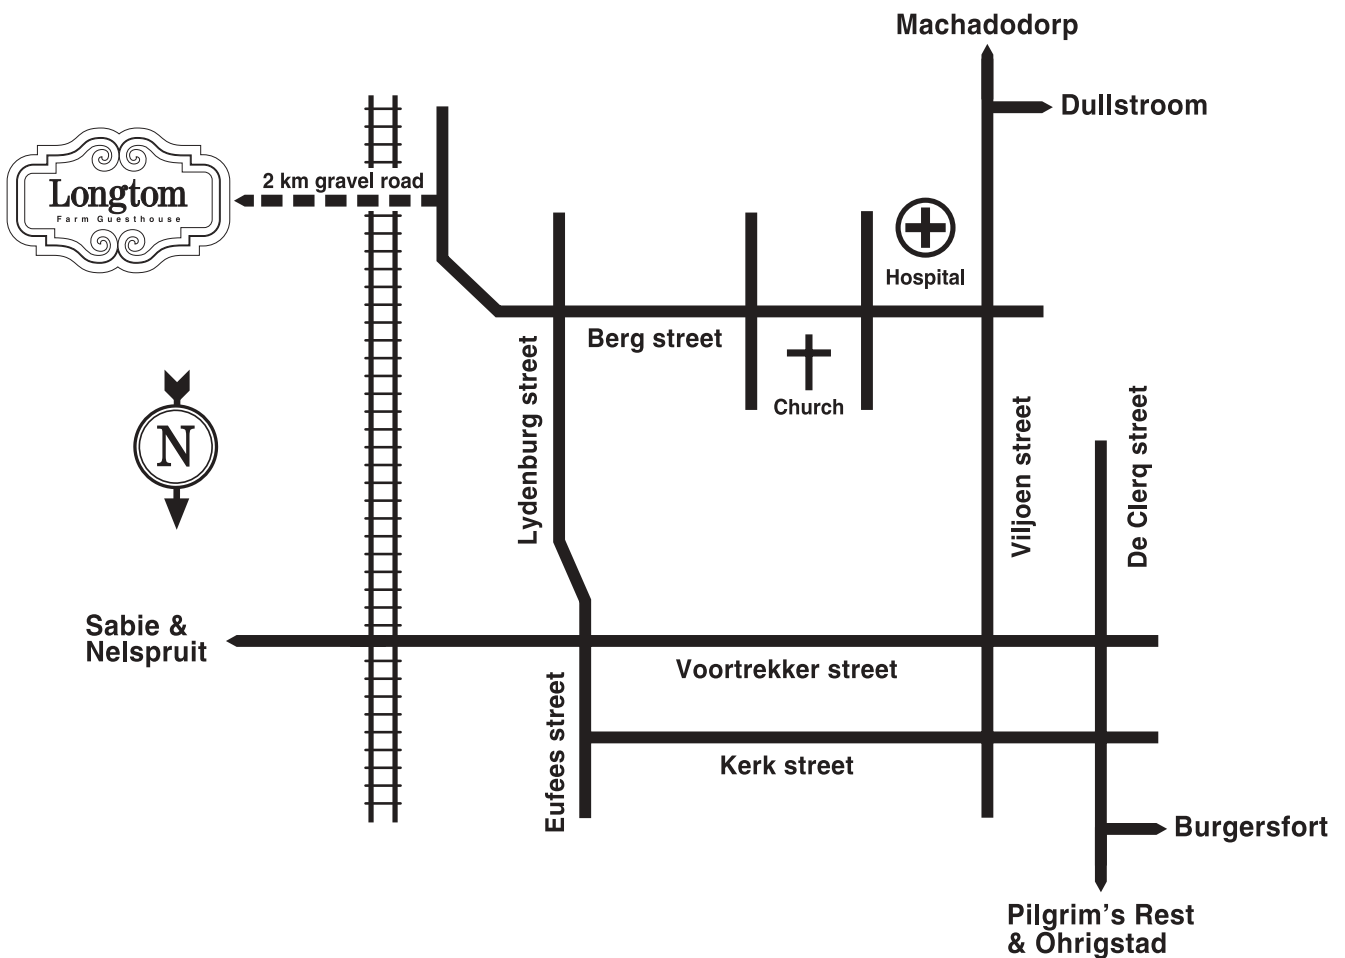 Machadodorp
Dullstroom
2 km gravel road
Longtom
Farm Guesthouse
Hospital
Berg street
Church
Lydenburg street
Viljoen street
De Clerq street
N
Sabie &
Nelspruit
Voortrekker street
Eufees street
Kerk street
Burgersfort
Pilgrim's Rest
& Ohrigstad